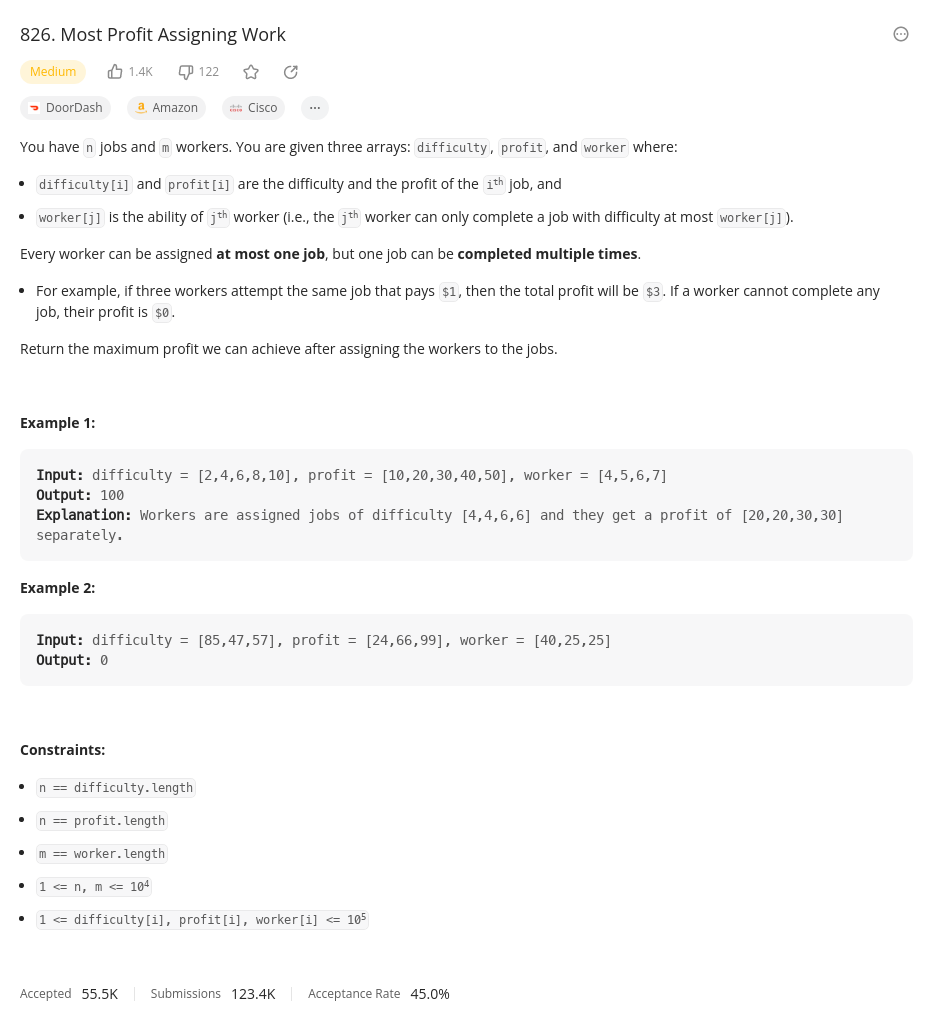 826. Most Profit Assigning Work
Medium 1.4K 122
DoorDash Amazon Cisco ...
You have n jobs and m workers. You are given three arrays: difficulty, profit, and worker where:
• difficulty[i] and profit[i] are the difficulty and the profit of the iᵗʰ job, and
• worker[j] is the ability of jᵗʰ worker (i.e., the jᵗʰ worker can only complete a job with difficulty at most worker[j]).
Every worker can be assigned at most one job, but one job can be completed multiple times.
• For example, if three workers attempt the same job that pays $1, then the total profit will be $3. If a worker cannot complete any
job, their profit is $0.
Return the maximum profit we can achieve after assigning the workers to the jobs.
Example 1:
Input: difficulty = [2,4,6,8,10], profit = [10,20,30,40,50], worker = [4,5,6,7]
Output: 100
Explanation: Workers are assigned jobs of difficulty [4,4,6,6] and they get a profit of [20,20,30,30]
separately.
Example 2:
Input: difficulty = [85,47,57], profit = [24,66,99], worker = [40,25,25]
Output: 0
Constraints:
• n == difficulty.length
• n == profit.length
• m == worker.length
• 1 <= n, m <= 10⁴
• 1 <= difficulty[i], profit[i], worker[i] <= 10⁵
Accepted 55.5K Submissions 123.4K Acceptance Rate 45.0%